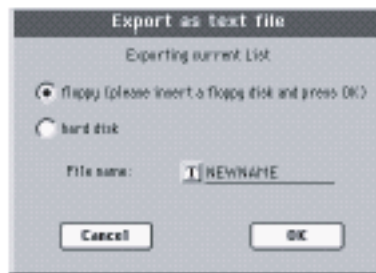 Export as text file
Exporting current List
floppy (please insert a floppy disk and press OK)
hard disk
File name: T NEWNAME
Cancel OK